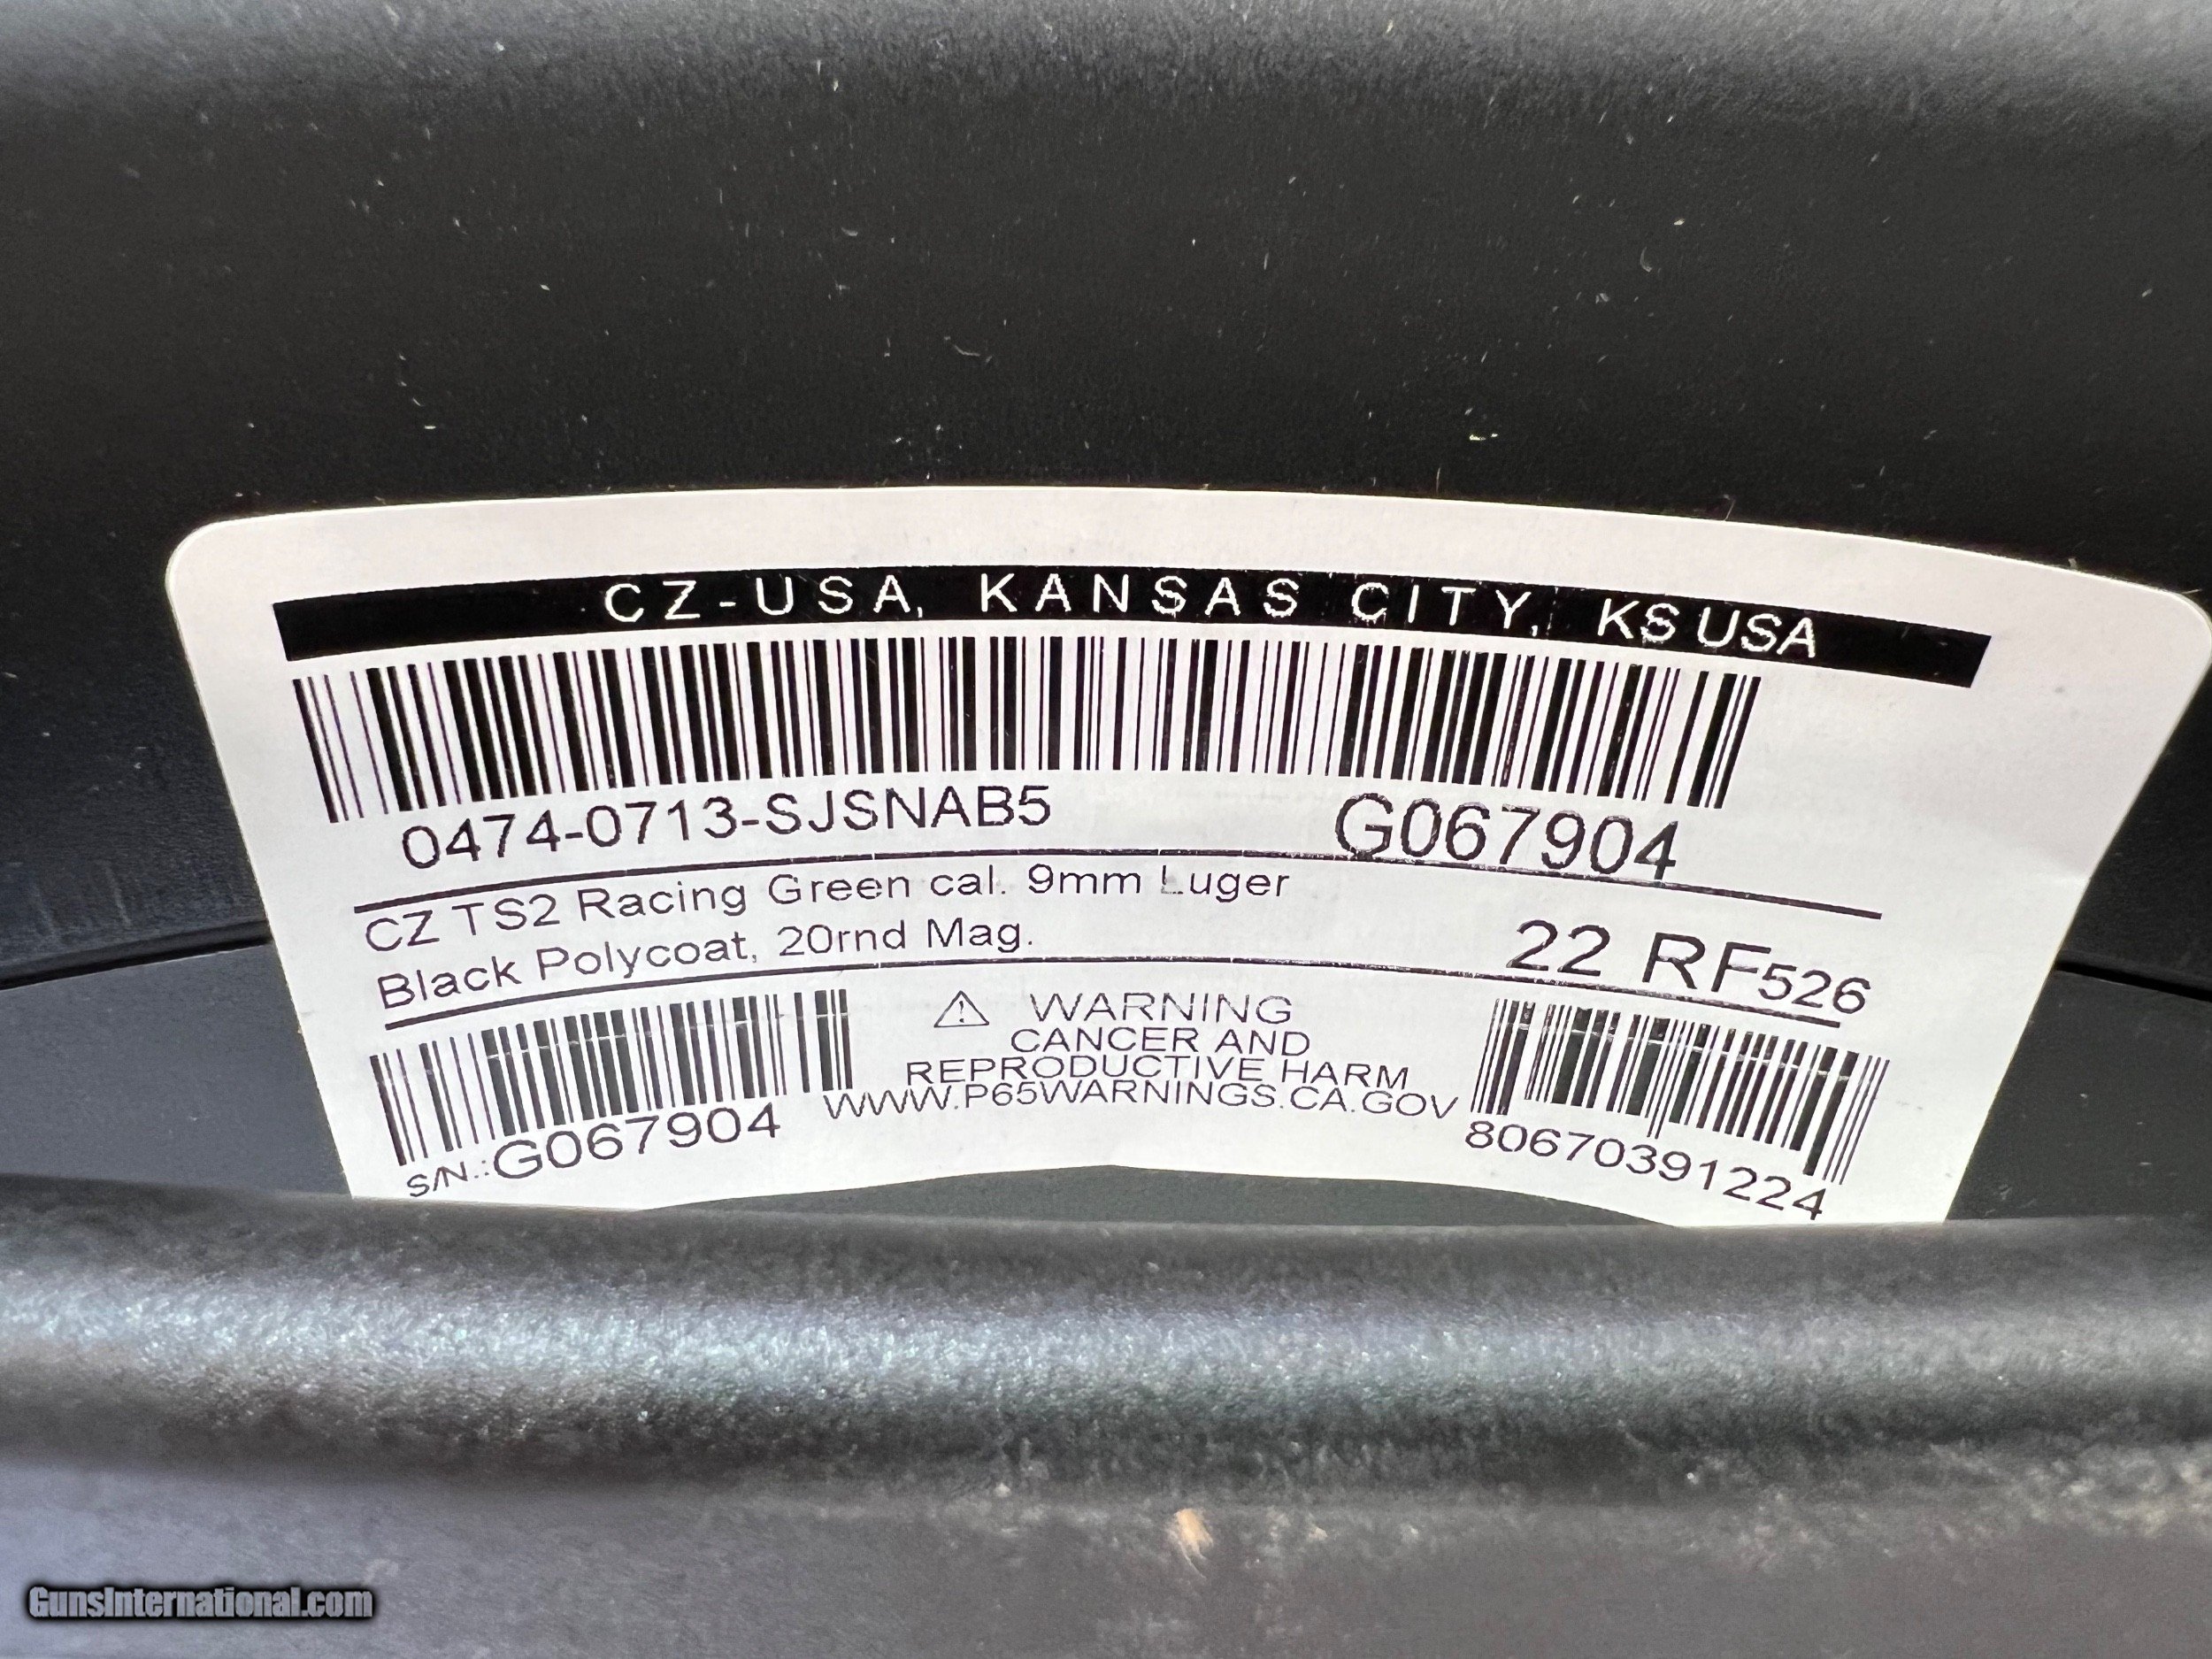 CZ-USA, KANSAS CITY, KS USA
0474-0713-SJSNAB5 G067904
CZ TS2 Racing Green cal. 9mm Luger
Black Polycoat, 20rnd Mag.
22 RF526
⚠ WARNING
CANCER AND
REPRODUCTIVE HARM
WWW.P65WARNINGS.CA.GOV
S/N.:G067904
80670391224
GunsInternational.com